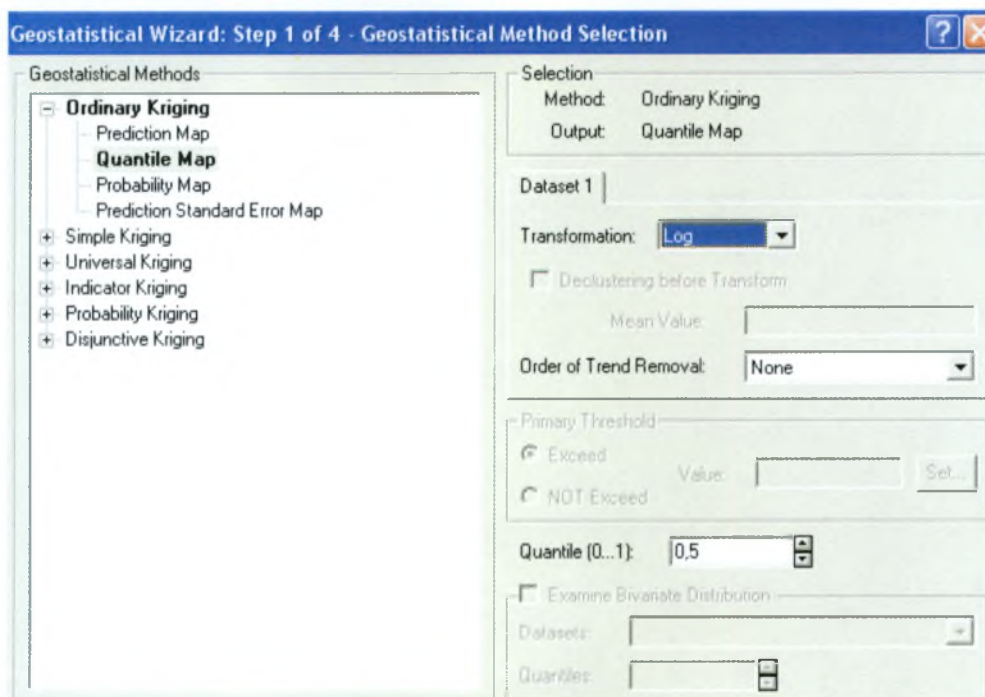 Geostatistical Wizard: Step 1 of 4 - Geostatistical Method Selection
Geostatistical Methods
Ordinary Kriging
Prediction Map
Quantile Map
Probability Map
Prediction Standard Error Map
Simple Kriging
Universal Kriging
Indicator Kriging
Probability Kriging
Disjunctive Kriging
Selection
Method: Ordinary Kriging
Output: Quantile Map
Dataset 1
Transformation: Log
Declustering before Transform
Mean Value:
Order of Trend Removal: None
Primary Threshold
Exceed
Value: Set...
NOT Exceed
Quantile (0...1): 0,5
Examine Bivariate Distribution
Datasets:
Quantiles: